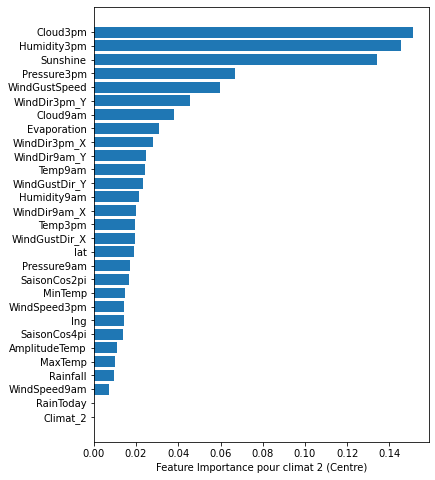 Cloud3pm
Humidity3pm
Sunshine
Pressure3pm
WindGustSpeed
WindDir3pm_Y
Cloud9am
Evaporation
WindDir3pm_X
WindDir9am_Y
Temp9am
WindGustDir_Y
Humidity9am
WindDir9am_X
Temp3pm
WindGustDir_X
lat
Pressure9am
SaisonCos2pi
MinTemp
WindSpeed3pm
lng
SaisonCos4pi
AmplitudeTemp
MaxTemp
Rainfall
WindSpeed9am
RainToday
Climat_2
0.00 0.02 0.04 0.06 0.08 0.10 0.12 0.14
Feature Importance pour climat 2 (Centre)